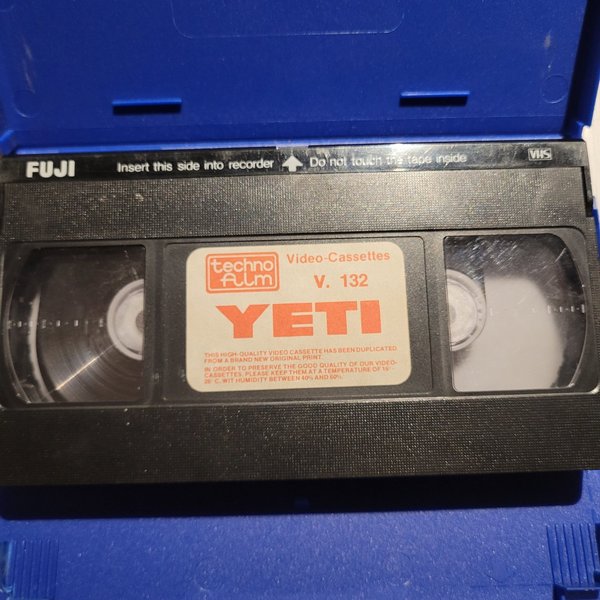 FUJI Insert this side into recorder Do not touch the tape inside VHS
techno film Video-Cassettes
V. 132
YETI
THIS HIGH-QUALITY VIDEO CASSETTE HAS BEEN DUPLICATED
FROM A BRAND NEW ORIGINAL PRINT.
IN ORDER TO PRESERVE THE GOOD QUALITY OF OUR VIDEO-
CASSETTES, PLEASE KEEP THEM AT A TEMPERATURE OF
C, WIT HUMIDITY BETWEEN 40% AND 60%.